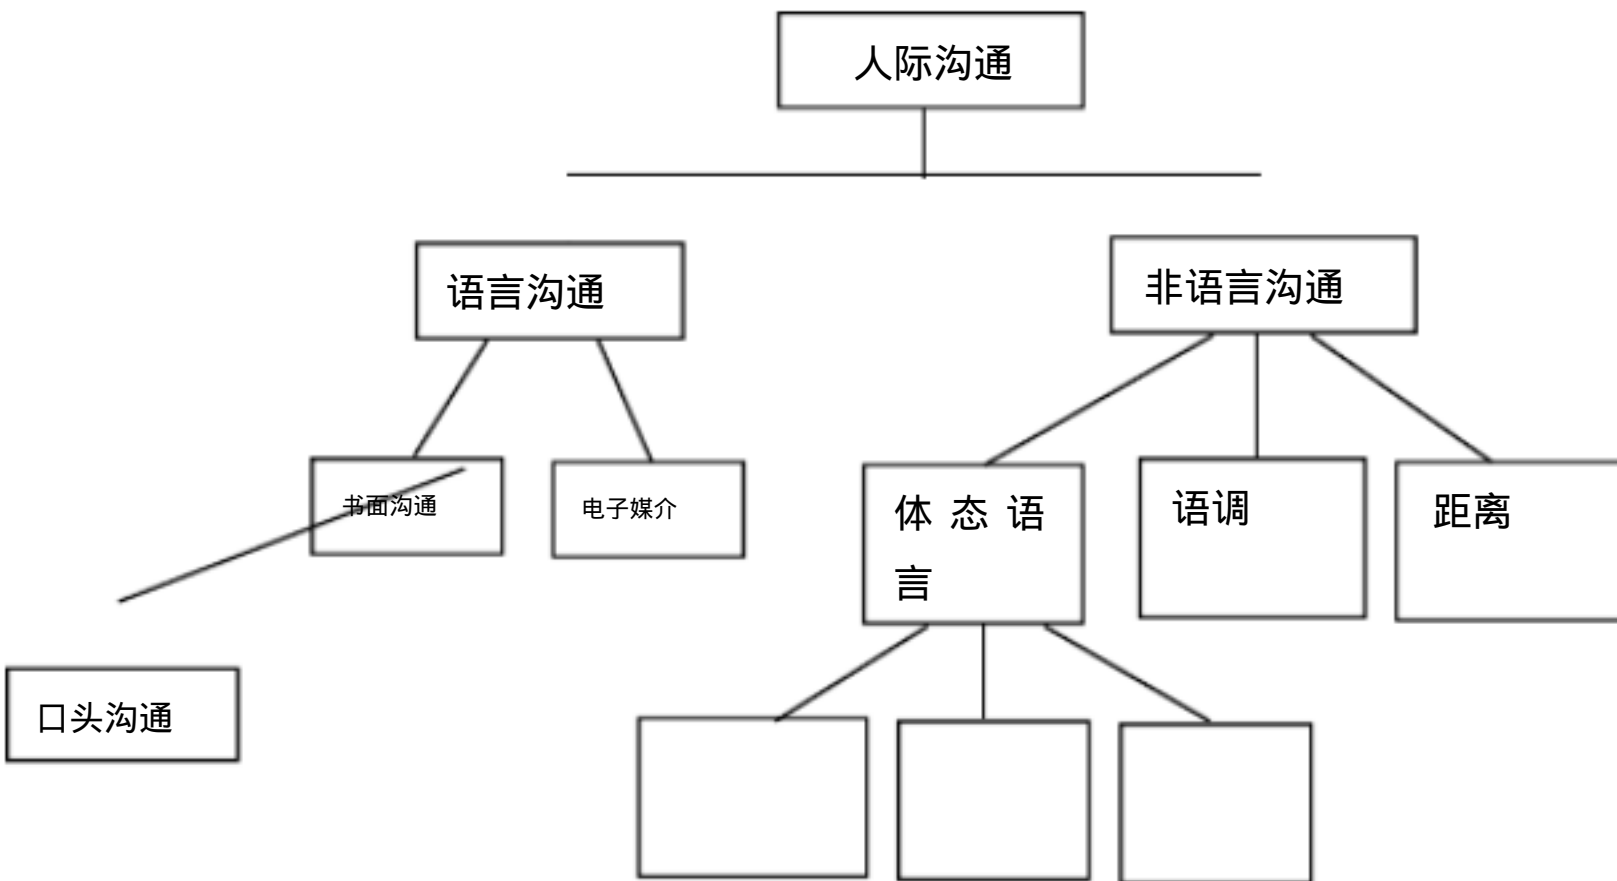 人际沟通
语言沟通
非语言沟通
书面沟通
电子媒介
体态语
言
语调
距离
口头沟通